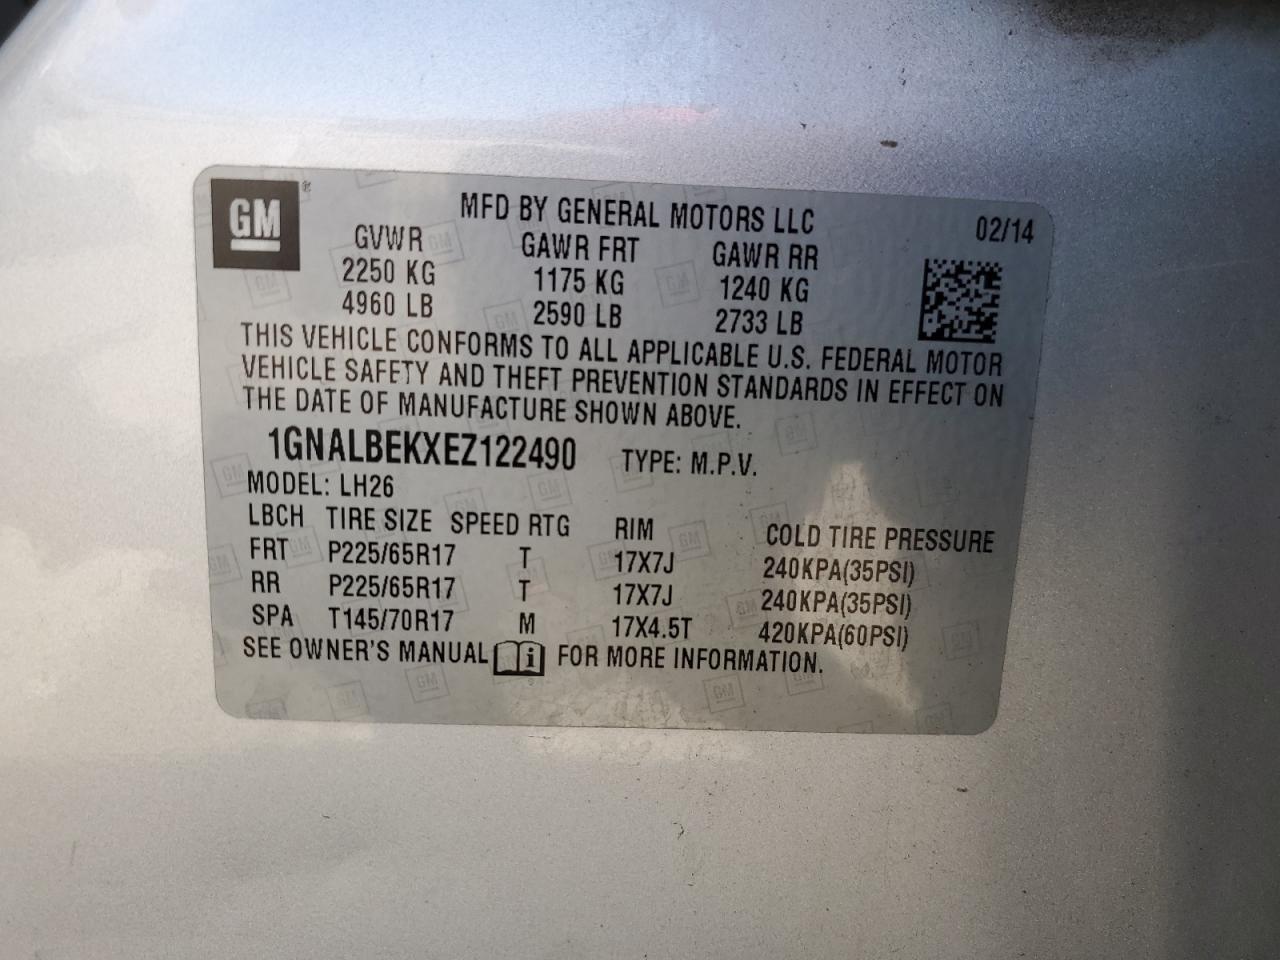 GM
MFD BY GENERAL MOTORS LLC 02/14
GVWR GAWR FRT GAWR RR
2250 KG 1175 KG 1240 KG
4960 LB 2590 LB 2733 LB
THIS VEHICLE CONFORMS TO ALL APPLICABLE U.S. FEDERAL MOTOR
VEHICLE SAFETY AND THEFT PREVENTION STANDARDS IN EFFECT ON
THE DATE OF MANUFACTURE SHOWN ABOVE.
1GNALBEKXEZ122490 TYPE: M.P.V.
MODEL: LH26
LBCH TIRE SIZE SPEED RTG RIM COLD TIRE PRESSURE
FRT P225/65R17 T 17X7J 240KPA(35PSI)
RR P225/65R17 T 17X7J 240KPA(35PSI)
SPA T145/70R17 M 17X4.5T 420KPA(60PSI)
SEE OWNER'S MANUAL i FOR MORE INFORMATION.